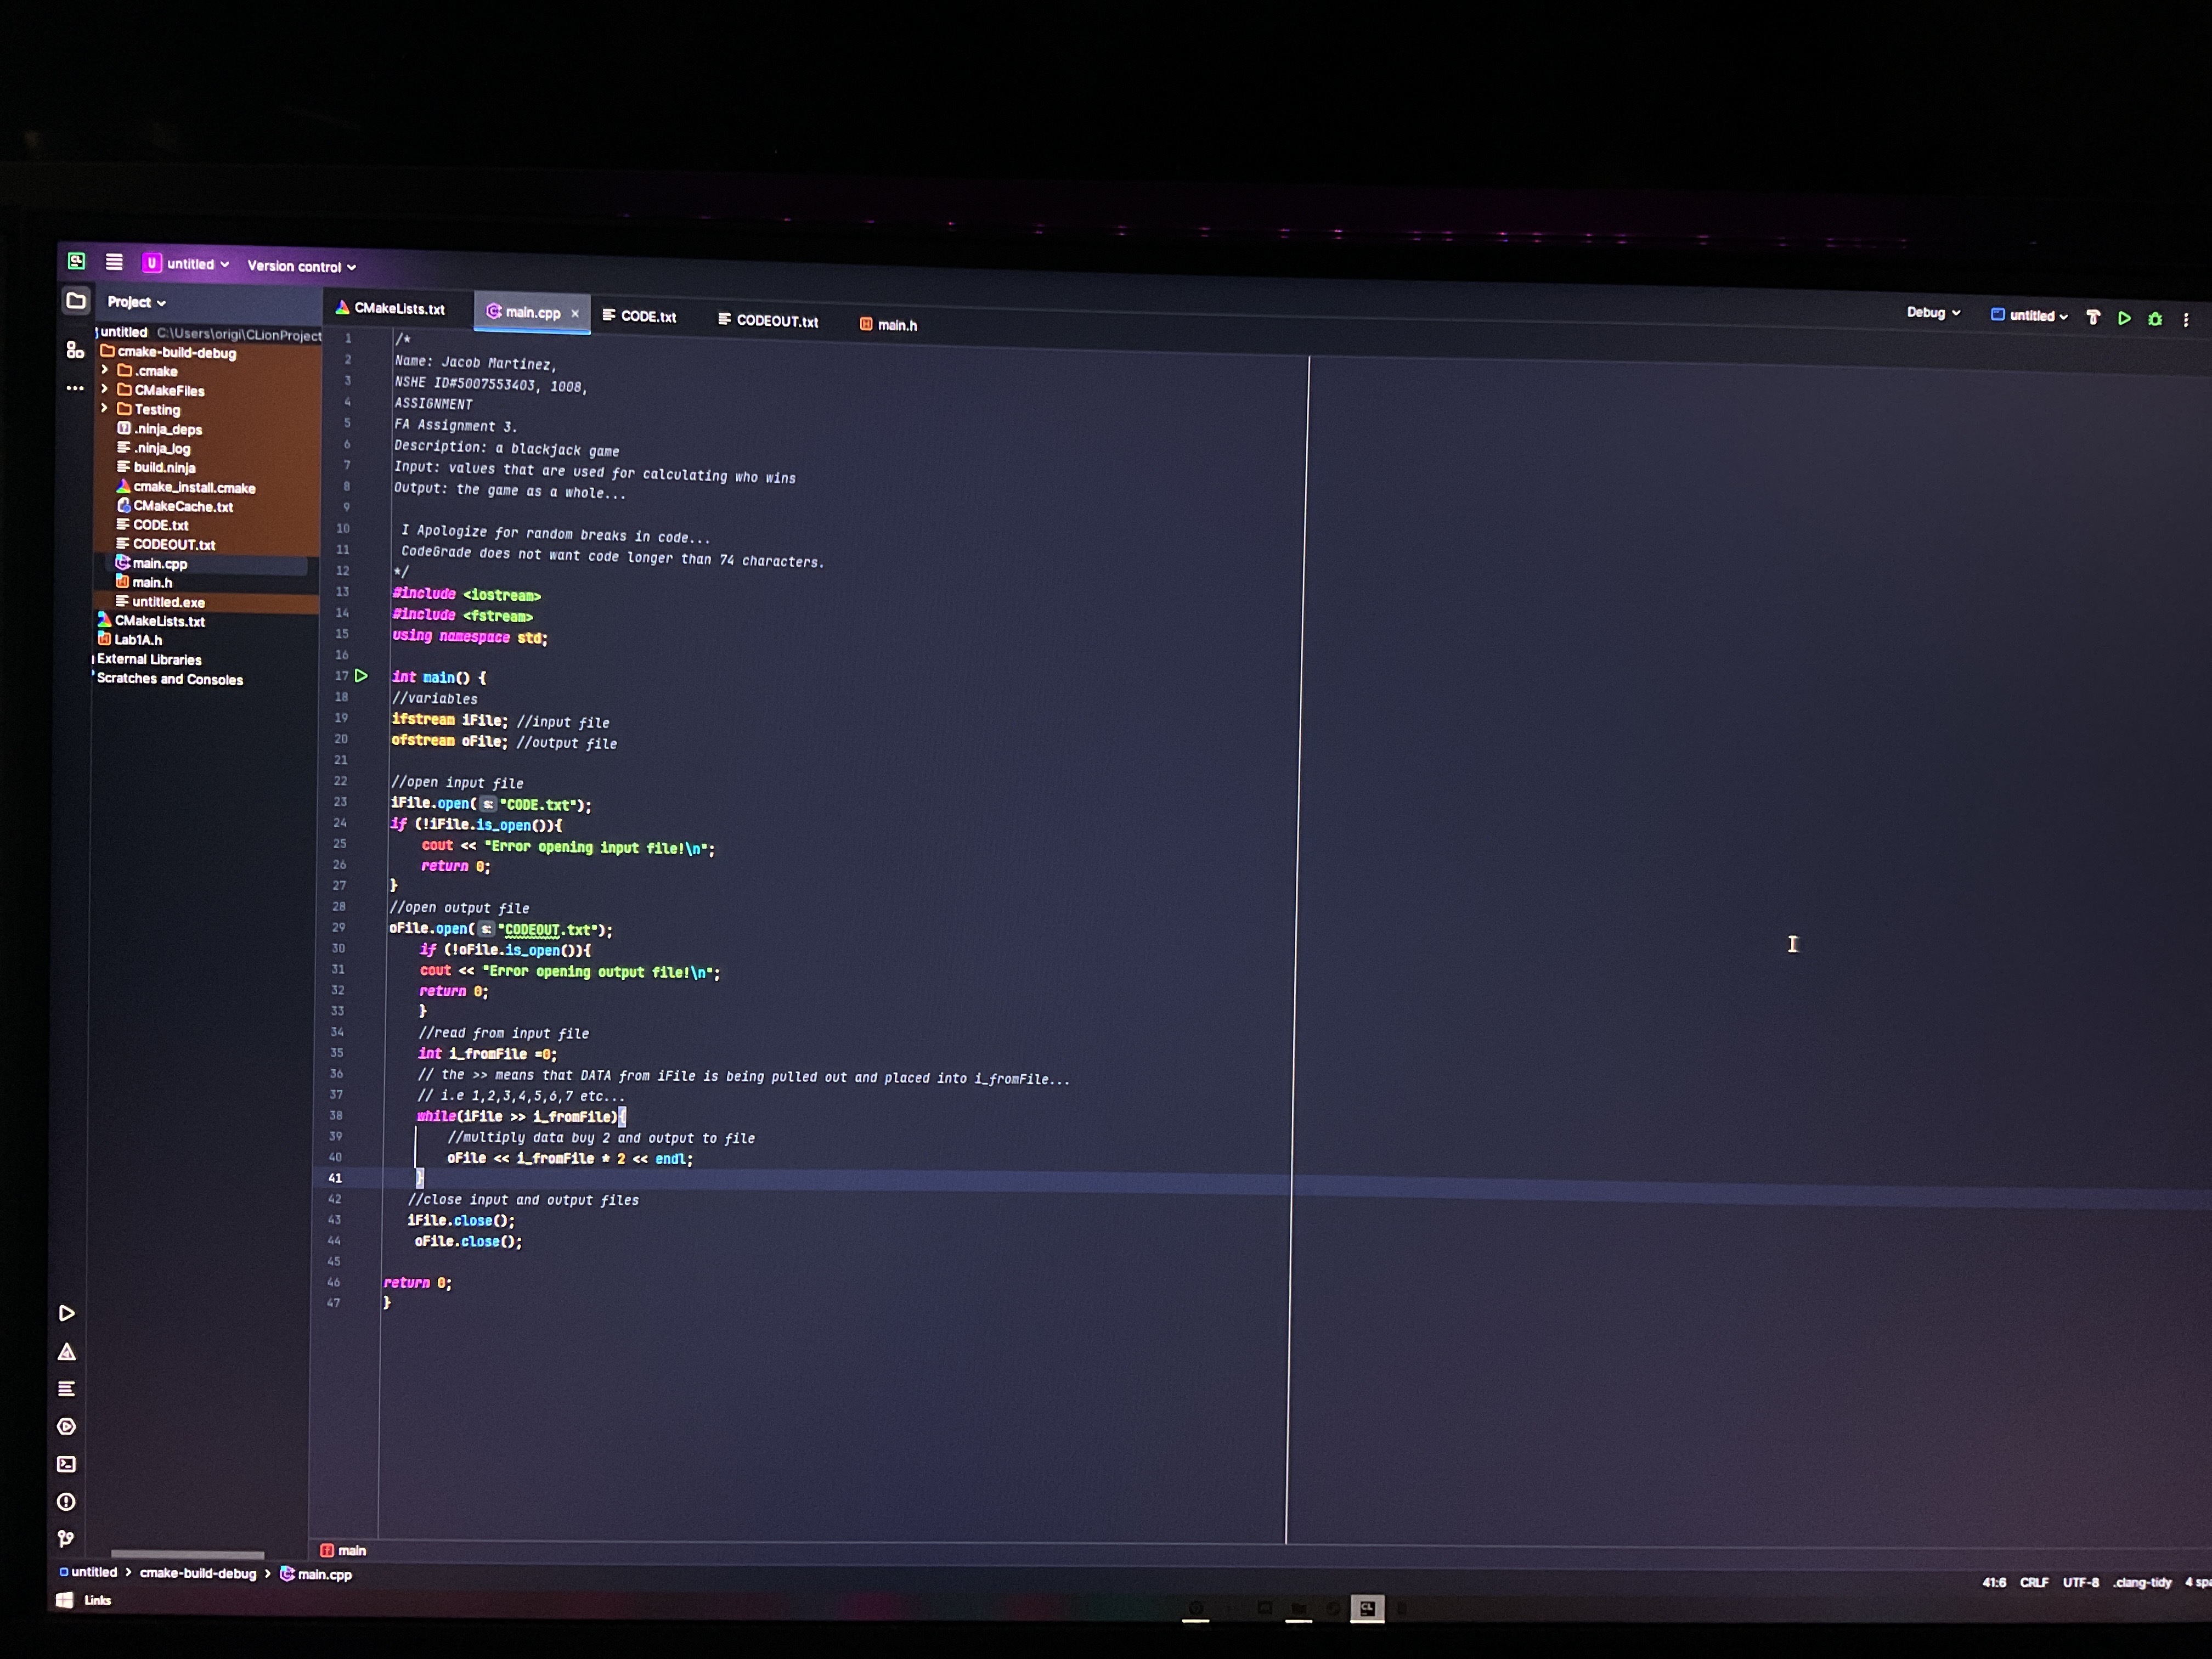 untitled Version control
Debug untitled
Project
CMakeLists.txt main.cpp CODE.txt CODEOUT.txt main.h
untitled C:\Users\origi\CLionProject
cmake-build-debug
.cmake
CMakeFiles
Testing
.ninja_deps
.ninja_log
build.ninja
cmake_install.cmake
CMakeCache.txt
CODE.txt
CODEOUT.txt
main.cpp
main.h
untitled.exe
CMakeLists.txt
Lab1A.h
External Libraries
Scratches and Consoles
1 /*
2 Name: Jacob Martinez,
3 NSHE ID#5007553403, 1008,
4 ASSIGNMENT
5 FA Assignment 3.
6 Description: a blackjack game
7 Input: values that are used for calculating who wins
8 Output: the game as a whole...
9
10 I Apologize for random breaks in code...
11 CodeGrade does not want code longer than 74 characters.
12 */
13 #include <iostream>
14 #include <fstream>
15 using namespace std;
16
17 int main() {
18 //variables
19 ifstream iFile; //input file
20 ofstream oFile; //output file
21
22 //open input file
23 iFile.open( s: "CODE.txt");
24 if (!iFile.is_open()){
25 cout << "Error opening input file!\n";
26 return 0;
27 }
28 //open output file
29 oFile.open( s: "CODEOUT.txt");
30 if (!oFile.is_open()){
31 cout << "Error opening output file!\n";
32 return 0;
33 }
34 //read from input file
35 int i_fromFile =0;
36 // the >> means that DATA from iFile is being pulled out and placed into i_fromFile...
37 // i.e 1,2,3,4,5,6,7 etc...
38 while(iFile >> i_fromFile){
39 //multiply data buy 2 and output to file
40 oFile << i_fromFile * 2 << endl;
41 }
42 //close input and output files
43 iFile.close();
44 oFile.close();
45
46 return 0;
47 }
main
untitled > cmake-build-debug > main.cpp
41:6 CRLF UTF-8 .clang-tidy 4 spa
Links